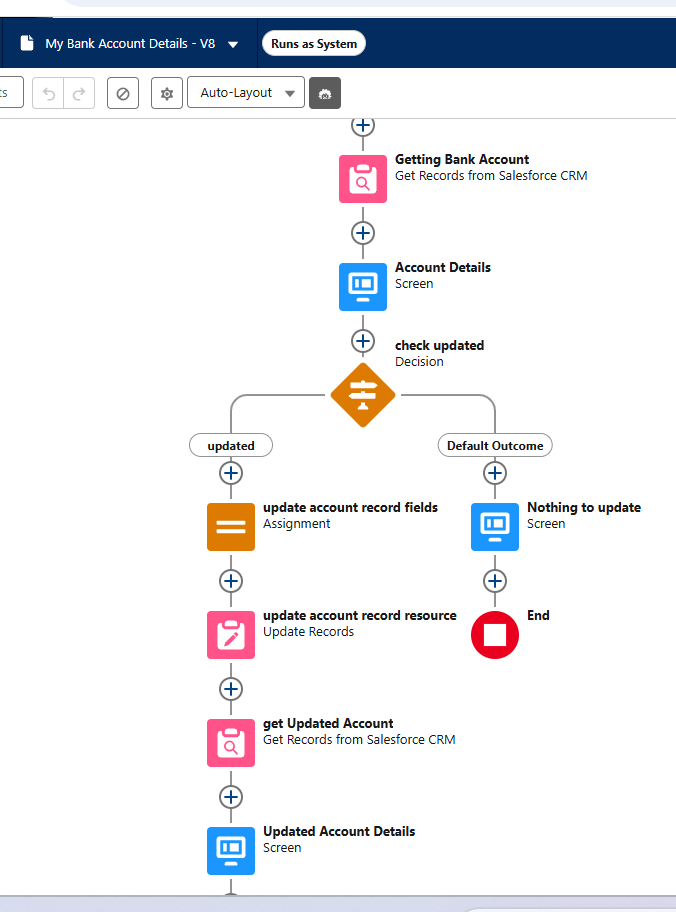 My Bank Account Details - V8
Runs as System
ts
Auto-Layout
Getting Bank Account
Get Records from Salesforce CRM
Account Details
Screen
check updated
Decision
updated
Default Outcome
update account record fields
Assignment
Nothing to update
Screen
update account record resource
Update Records
End
get Updated Account
Get Records from Salesforce CRM
Updated Account Details
Screen